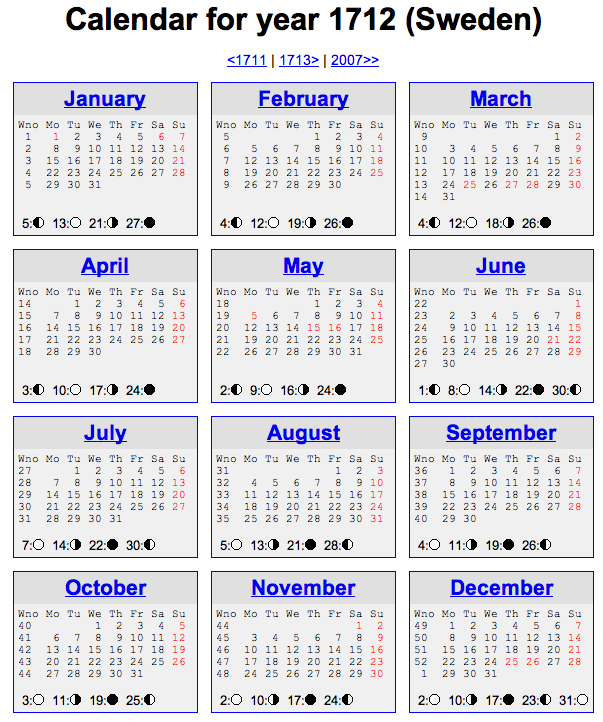 Calendar for year 1712 (Sweden)
<1711 | 1713> | 2007>>
January
Wno Mo Tu We Th Fr Sa Su
1 1 2 3 4 5 6 7
2 8 9 10 11 12 13 14
3 15 16 17 18 19 20 21
4 22 23 24 25 26 27 28
5 29 30 31
5: 13: 21: 27:
February
Wno Mo Tu We Th Fr Sa Su
5 1 2 3 4
6 5 6 7 8 9 10 11
7 12 13 14 15 16 17 18
8 19 20 21 22 23 24 25
9 26 27 28 29 30
4: 12: 19: 26:
March
Wno Mo Tu We Th Fr Sa Su
9 1 2
10 3 4 5 6 7 8 9
11 10 11 12 13 14 15 16
12 17 18 19 20 21 22 23
13 24 25 26 27 28 29 30
14 31
4: 12: 18: 26:
April
Wno Mo Tu We Th Fr Sa Su
14 1 2 3 4 5 6
15 7 8 9 10 11 12 13
16 14 15 16 17 18 19 20
17 21 22 23 24 25 26 27
18 28 29 30
3: 10: 17: 24:
May
Wno Mo Tu We Th Fr Sa Su
18 1 2 3 4
19 5 6 7 8 9 10 11
20 12 13 14 15 16 17 18
21 19 20 21 22 23 24 25
22 26 27 28 29 30 31
2: 9: 16: 24:
June
Wno Mo Tu We Th Fr Sa Su
22 1
23 2 3 4 5 6 7 8
24 9 10 11 12 13 14 15
25 16 17 18 19 20 21 22
26 23 24 25 26 27 28 29
27 30
1: 8: 14: 22: 30:
July
Wno Mo Tu We Th Fr Sa Su
27 1 2 3 4 5 6
28 7 8 9 10 11 12 13
29 14 15 16 17 18 19 20
30 21 22 23 24 25 26 27
31 28 29 30 31
7: 14: 22: 30:
August
Wno Mo Tu We Th Fr Sa Su
31 1 2 3
32 4 5 6 7 8 9 10
33 11 12 13 14 15 16 17
34 18 19 20 21 22 23 24
35 25 26 27 28 29 30 31
5: 13: 21: 28:
September
Wno Mo Tu We Th Fr Sa Su
36 1 2 3 4 5 6 7
37 8 9 10 11 12 13 14
38 15 16 17 18 19 20 21
39 22 23 24 25 26 27 28
40 29 30
4: 11: 19: 26:
October
Wno Mo Tu We Th Fr Sa Su
40 1 2 3 4 5
41 6 7 8 9 10 11 12
42 13 14 15 16 17 18 19
43 20 21 22 23 24 25 26
44 27 28 29 30 31
3: 11: 19: 25:
November
Wno Mo Tu We Th Fr Sa Su
44 1 2
45 3 4 5 6 7 8 9
46 10 11 12 13 14 15 16
47 17 18 19 20 21 22 23
48 24 25 26 27 28 29 30
2: 10: 17: 24:
December
Wno Mo Tu We Th Fr Sa Su
49 1 2 3 4 5 6 7
50 8 9 10 11 12 13 14
51 15 16 17 18 19 20 21
52 22 23 24 25 26 27 28
1 29 30 31
2: 10: 17: 23: 31: